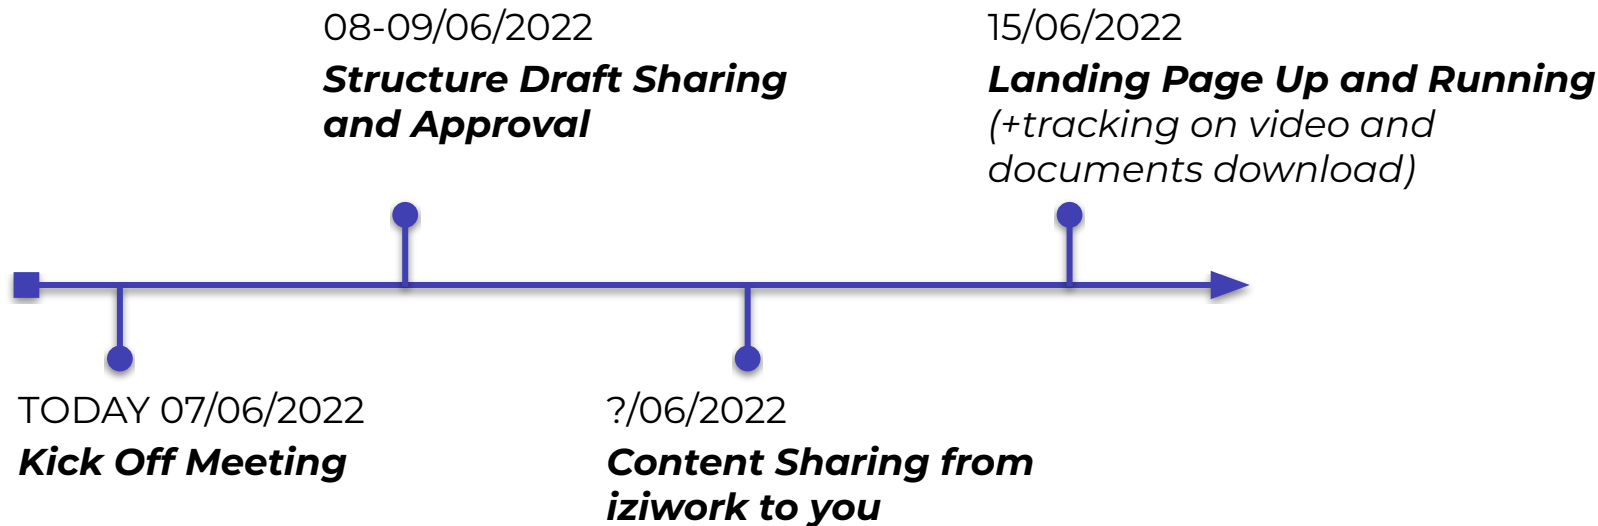 08-09/06/2022
Structure Draft Sharing
and Approval
15/06/2022
Landing Page Up and Running
(+tracking on video and
documents download)
TODAY 07/06/2022
Kick Off Meeting
?/06/2022
Content Sharing from
iziwork to you